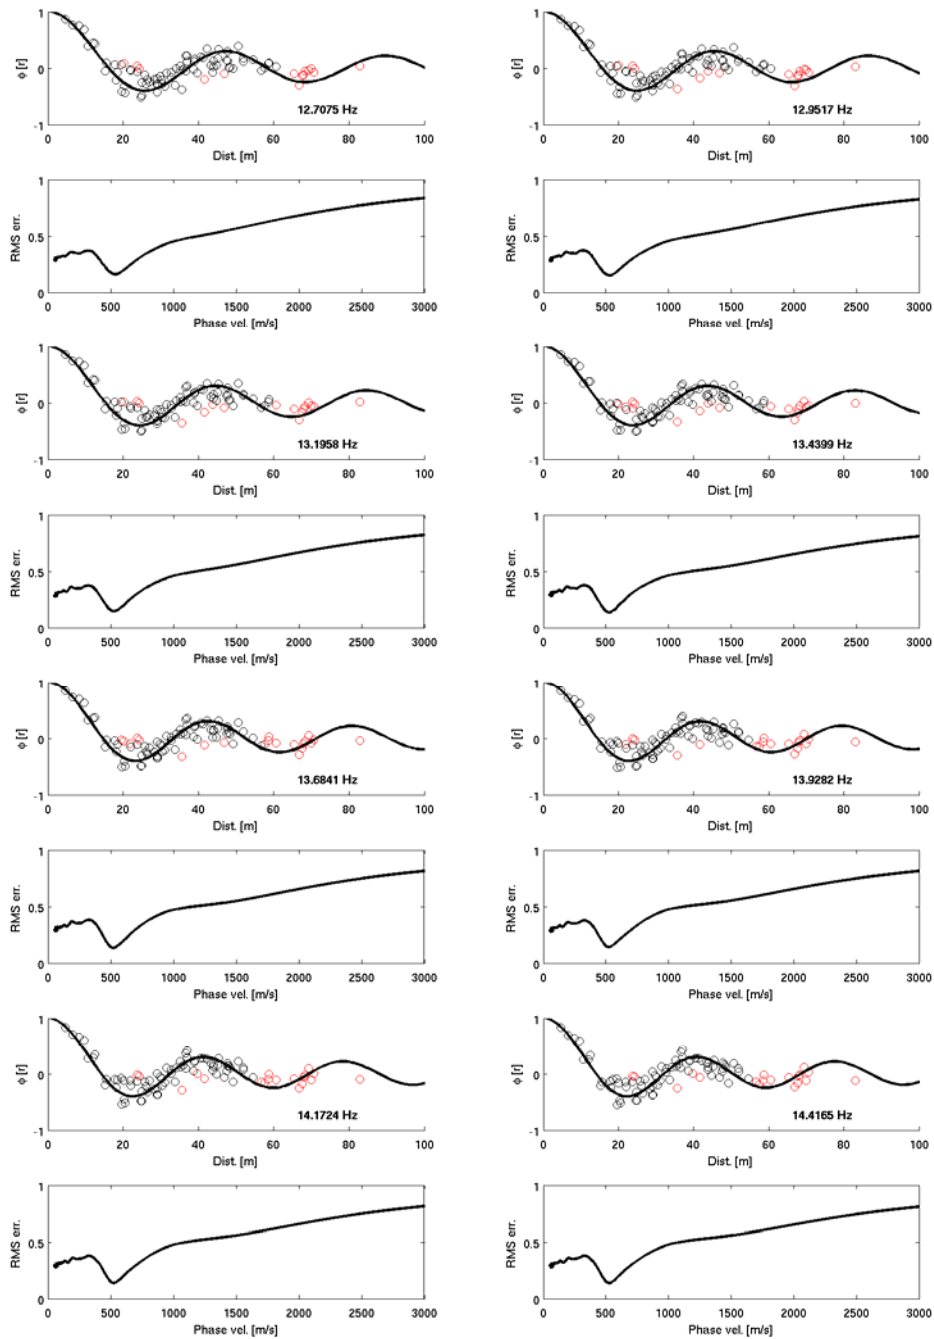 1
φ [r]
0
-1
12.7075 Hz
0 20 40 60 80 100
Dist. [m]
1
φ [r]
0
-1
12.9517 Hz
0 20 40 60 80 100
Dist. [m]
1
RMS err.
0.5
0
0 500 1000 1500 2000 2500 3000
Phase vel. [m/s]
1
RMS err.
0.5
0
0 500 1000 1500 2000 2500 3000
Phase vel. [m/s]
1
φ [r]
0
-1
13.1958 Hz
0 20 40 60 80 100
Dist. [m]
1
φ [r]
0
-1
13.4399 Hz
0 20 40 60 80 100
Dist. [m]
1
RMS err.
0.5
0
0 500 1000 1500 2000 2500 3000
Phase vel. [m/s]
1
RMS err.
0.5
0
0 500 1000 1500 2000 2500 3000
Phase vel. [m/s]
1
φ [r]
0
-1
13.6841 Hz
0 20 40 60 80 100
Dist. [m]
1
φ [r]
0
-1
13.9282 Hz
0 20 40 60 80 100
Dist. [m]
1
RMS err.
0.5
0
0 500 1000 1500 2000 2500 3000
Phase vel. [m/s]
1
RMS err.
0.5
0
0 500 1000 1500 2000 2500 3000
Phase vel. [m/s]
1
φ [r]
0
-1
14.1724 Hz
0 20 40 60 80 100
Dist. [m]
1
φ [r]
0
-1
14.4165 Hz
0 20 40 60 80 100
Dist. [m]
1
RMS err.
0.5
0
0 500 1000 1500 2000 2500 3000
Phase vel. [m/s]
1
RMS err.
0.5
0
0 500 1000 1500 2000 2500 3000
Phase vel. [m/s]